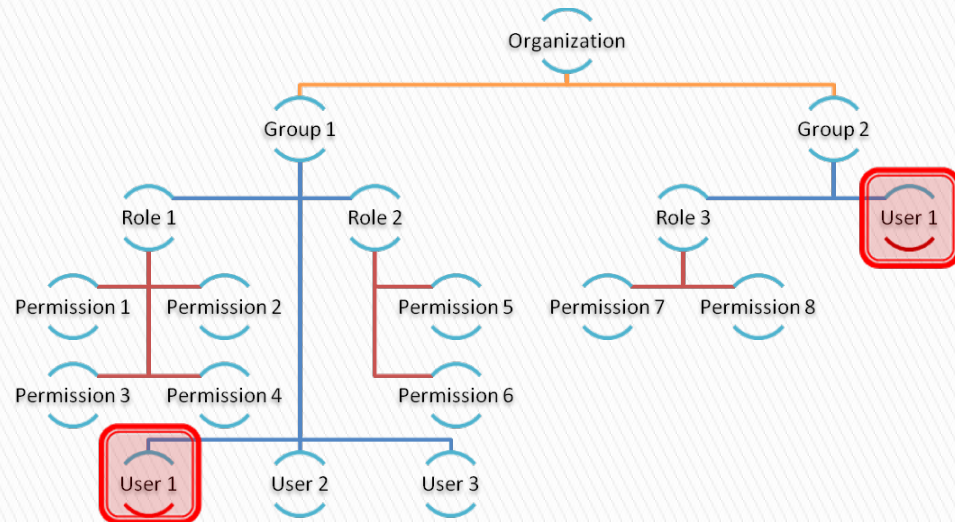 Organization
Group 1
Group 2
Role 1
Role 2
Role 3
User 1
Permission 1
Permission 2
Permission 5
Permission 7
Permission 8
Permission 3
Permission 4
Permission 6
User 1
User 2
User 3